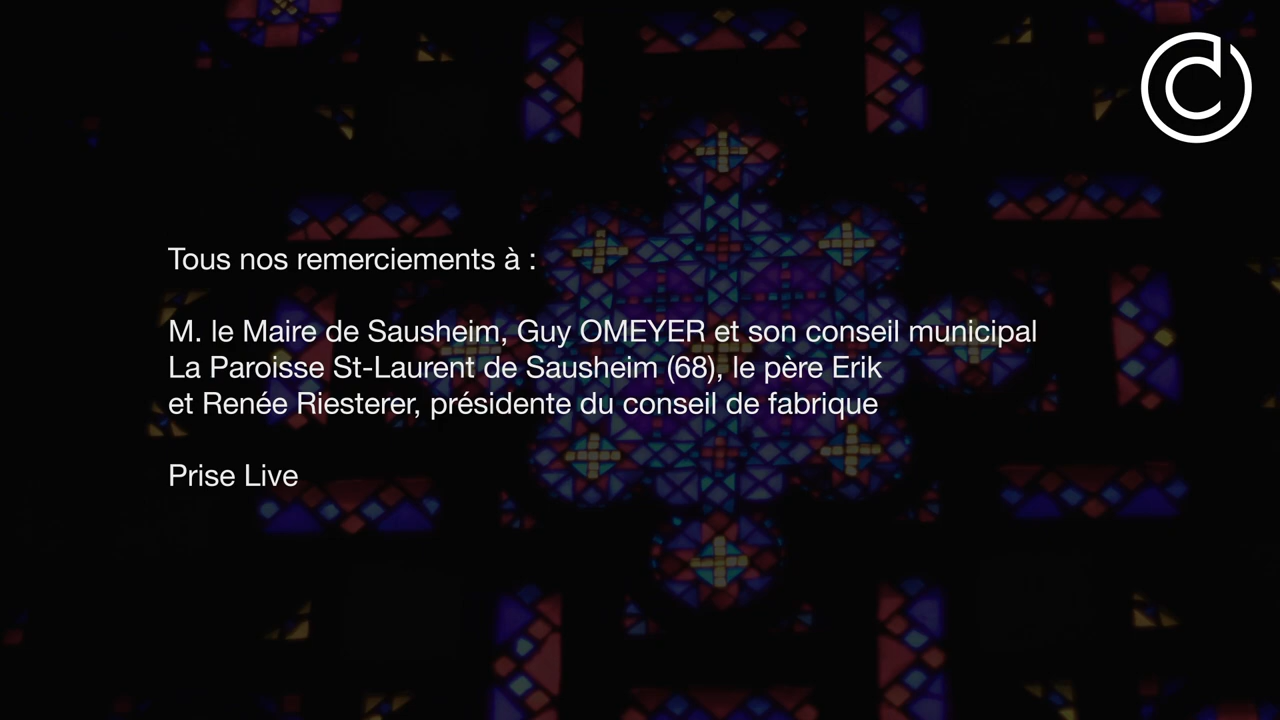 Tous nos remerciements à :
M. le Maire de Sausheim, Guy OMEYER et son conseil municipal
La Paroisse St-Laurent de Sausheim (68), le père Erik
et Renée Riesterer, présidente du conseil de fabrique
Prise Live